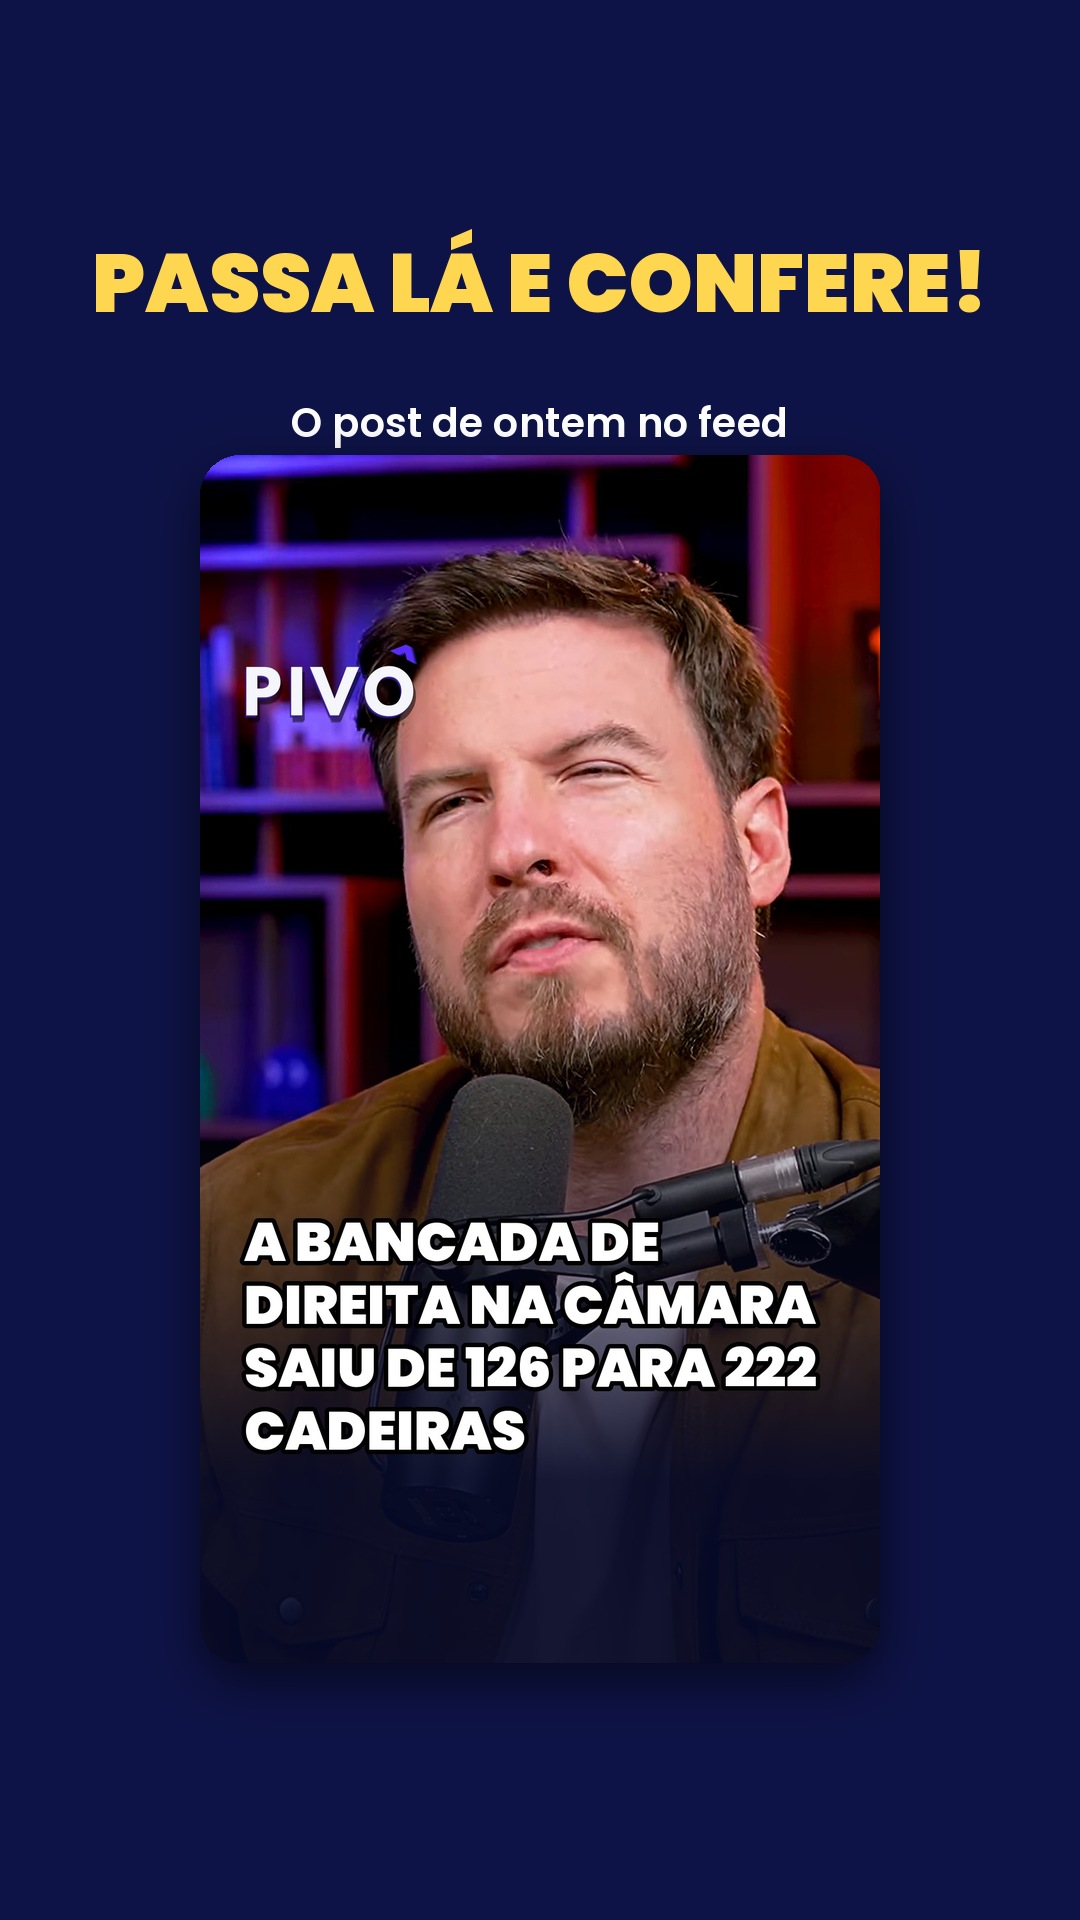 PASSA LÁ E CONFERE!
O post de ontem no feed
PIVÔ
A BANCADA DE
DIREITA NA CÂMARA
SAIU DE 126 PARA 222
CADEIRAS